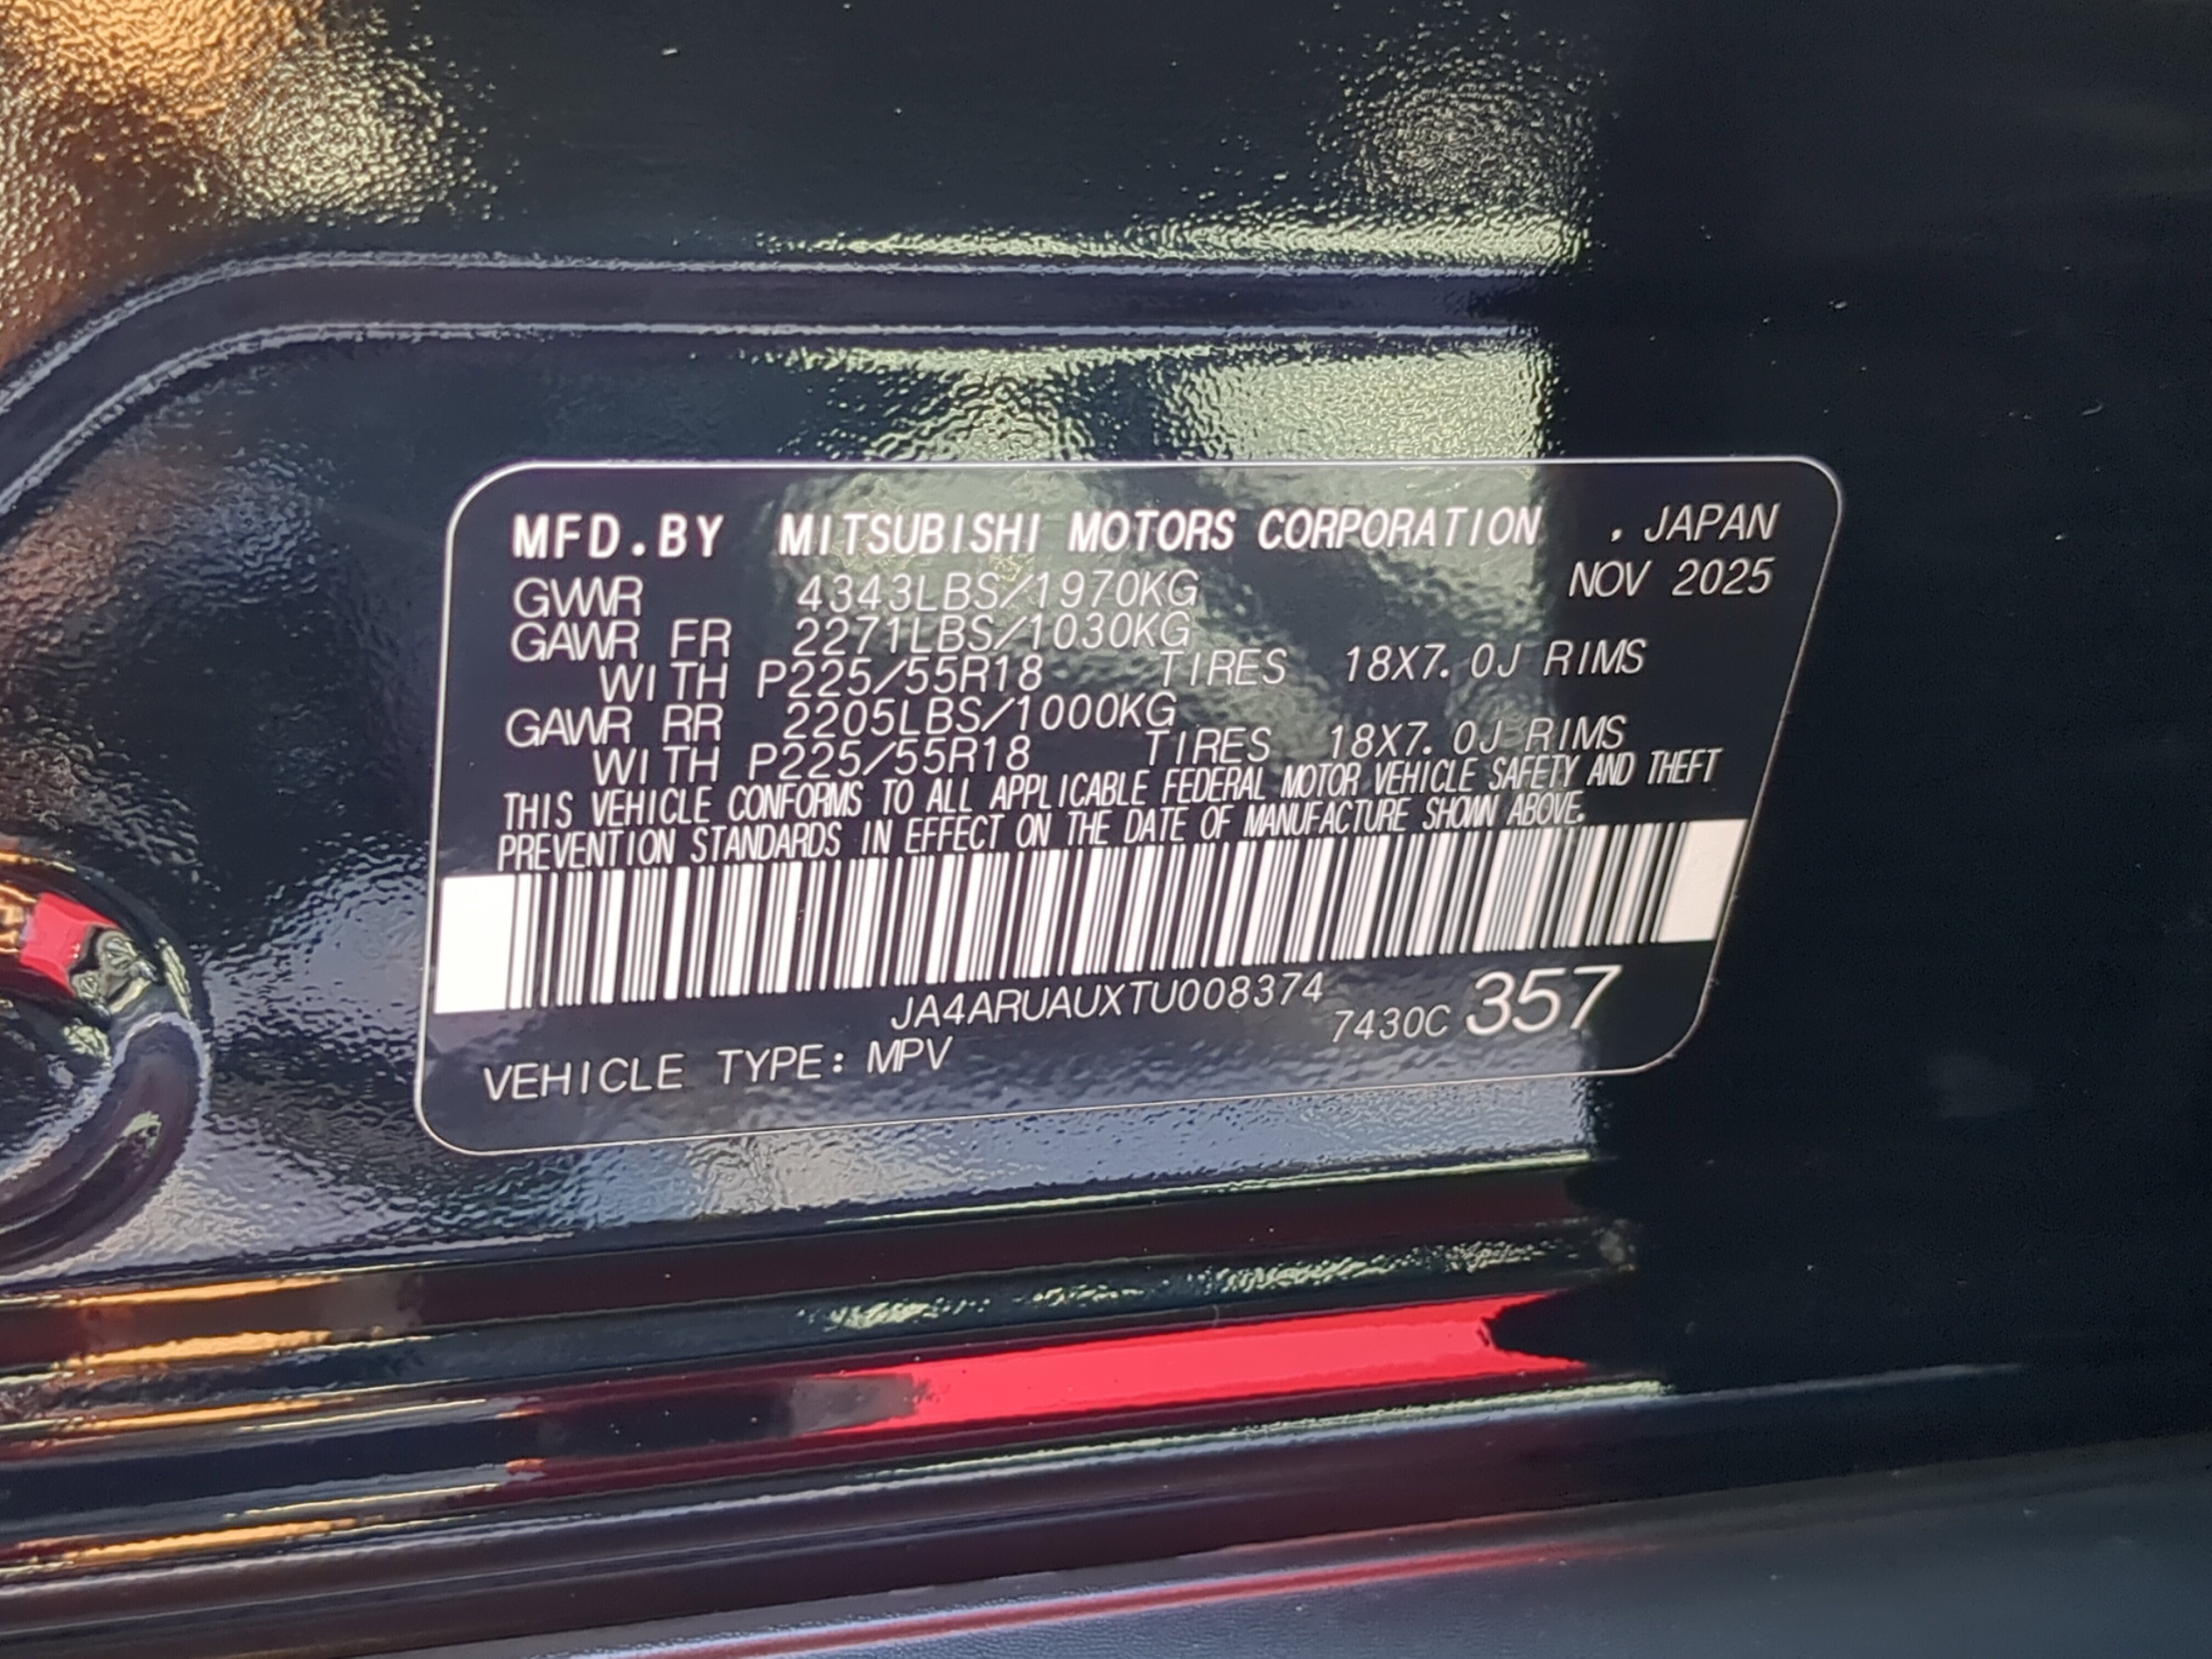 MFD.BY MITSUBISHI MOTORS CORPORATION , JAPAN
NOV 2025
GVWR 4343LBS/1970KG
GAWR FR 2271LBS/1030KG
WITH P225/55R18 TIRES 18X7.0J RIMS
GAWR RR 2205LBS/1000KG
WITH P225/55R18 TIRES 18X7.0J RIMS
THIS VEHICLE CONFORMS TO ALL APPLICABLE FEDERAL MOTOR VEHICLE SAFETY AND THEFT
PREVENTION STANDARDS IN EFFECT ON THE DATE OF MANUFACTURE SHOWN ABOVE.
JA4ARUAUXTU008374
7430C 357
VEHICLE TYPE: MPV